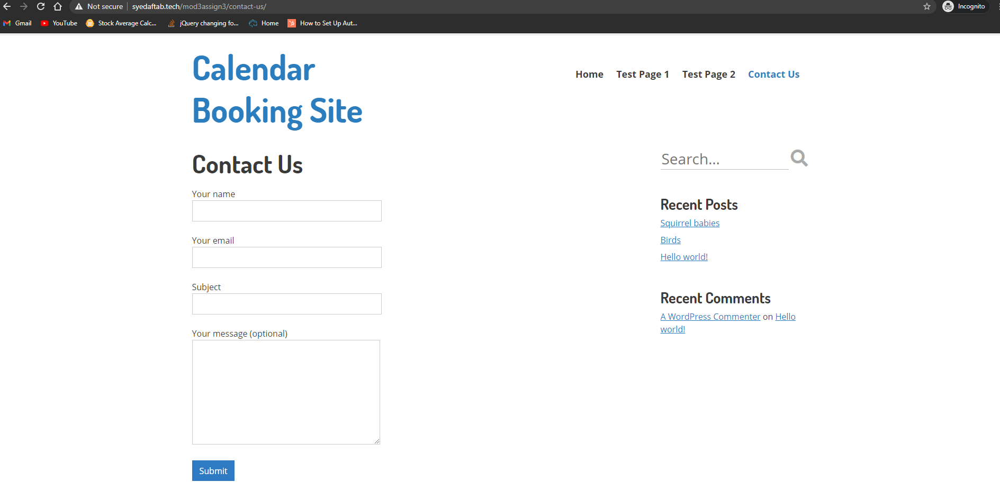 Not secure syedaftab.tech/mod3assign3/contact-us/ Incognito
Gmail YouTube Stock Average Calc... jQuery changing fo... Home How to Set Up Aut...
Calendar
Booking Site
Home Test Page 1 Test Page 2 Contact Us
Contact Us
Your name
Your email
Subject
Your message (optional)
Submit
Search...
Recent Posts
Squirrel babies
Birds
Hello world!
Recent Comments
A WordPress Commenter on Hello
world!